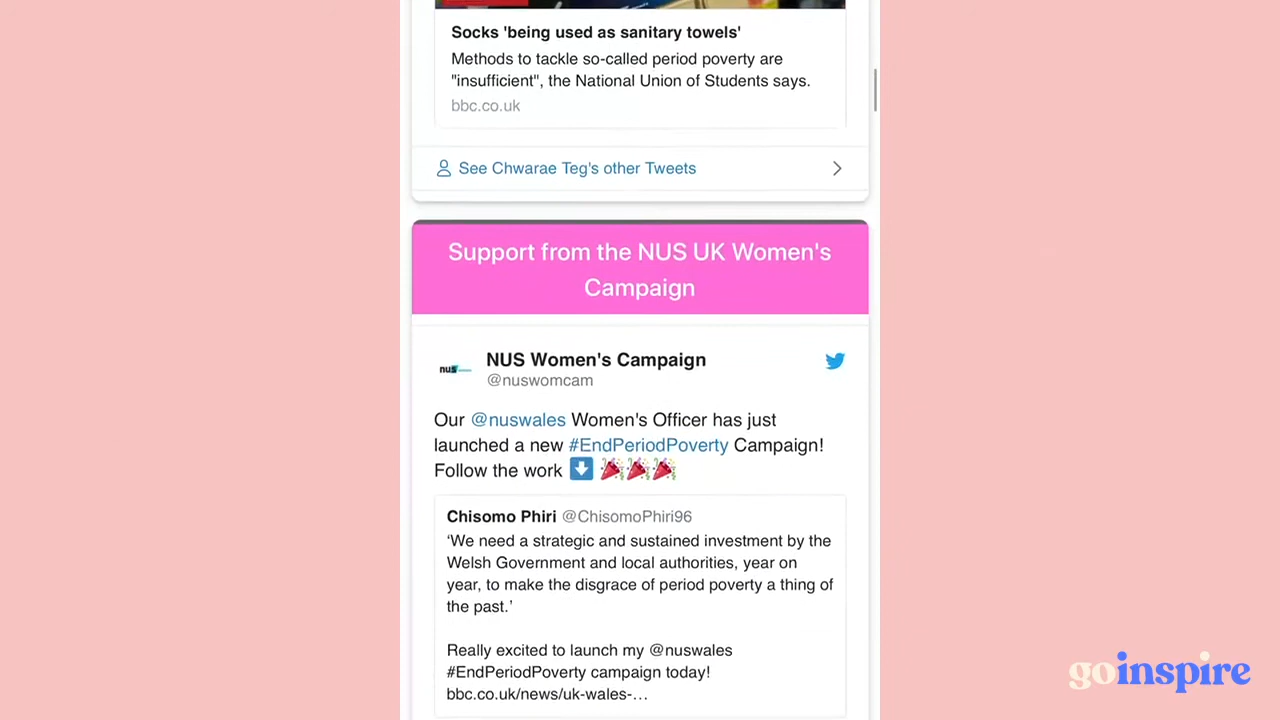 Socks 'being used as sanitary towels'
Methods to tackle so-called period poverty are
"insufficient", the National Union of Students says.
bbc.co.uk
See Chwarae Teg's other Tweets
Support from the NUS UK Women's
Campaign
nus
NUS Women's Campaign
@nuswomcam
Our @nuswales Women's Officer has just
launched a new #EndPeriodPoverty Campaign!
Follow the work ⬇️ 🎉🎉🎉
Chisomo Phiri @ChisomoPhiri96
‘We need a strategic and sustained investment by the
Welsh Government and local authorities, year on
year, to make the disgrace of period poverty a thing of
the past.’
Really excited to launch my @nuswales
#EndPeriodPoverty campaign today!
bbc.co.uk/news/uk-wales-…
goinspire